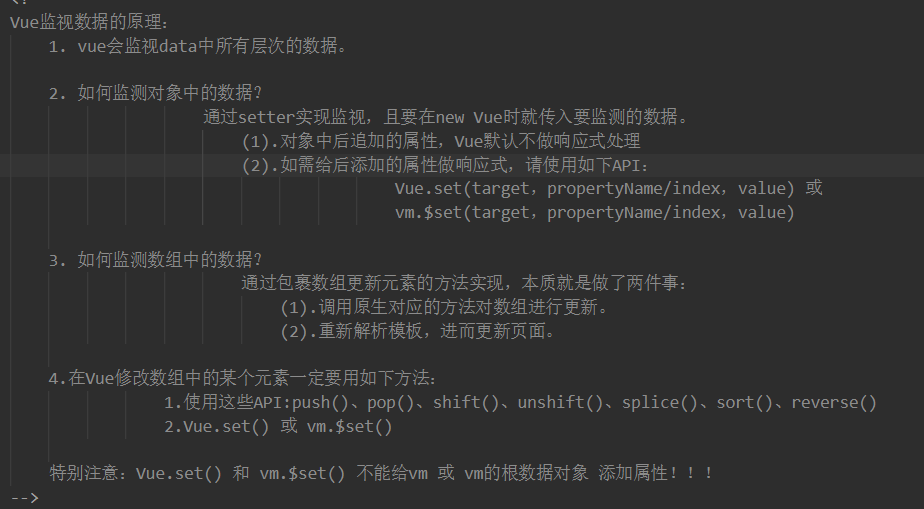 Vue监视数据的原理：
1. vue会监视data中所有层次的数据。
2. 如何监测对象中的数据？
通过setter实现监视，且要在new Vue时就传入要监测的数据。
(1).对象中后追加的属性，Vue默认不做响应式处理
(2).如需给后添加的属性做响应式，请使用如下API：
Vue.set(target，propertyName/index，value) 或
vm.$set(target，propertyName/index，value)
3. 如何监测数组中的数据？
通过包裹数组更新元素的方法实现，本质就是做了两件事：
(1).调用原生对应的方法对数组进行更新。
(2).重新解析模板，进而更新页面。
4.在Vue修改数组中的某个元素一定要用如下方法：
1.使用这些API:push()、pop()、shift()、unshift()、splice()、sort()、reverse()
2.Vue.set() 或 vm.$set()
特别注意：Vue.set() 和 vm.$set() 不能给vm 或 vm的根数据对象 添加属性！！！
-->